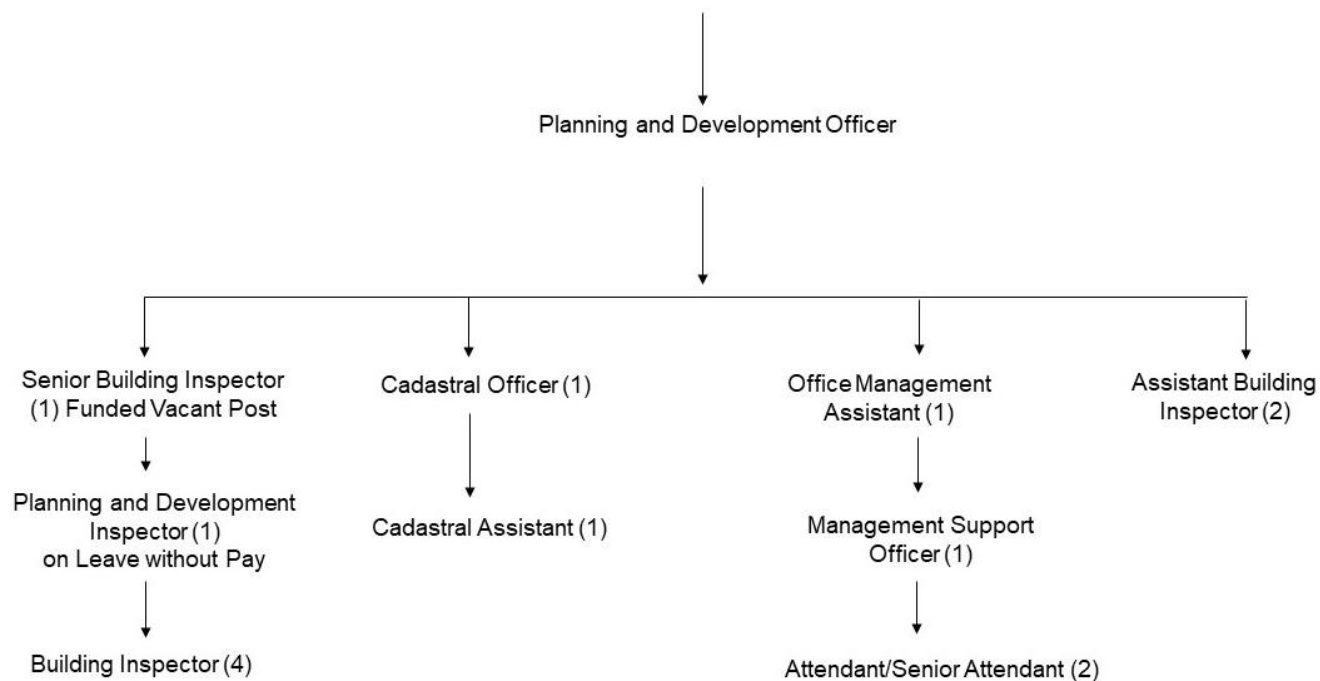 Planning and Development Officer
Senior Building Inspector
(1) Funded Vacant Post
Planning and Development
Inspector (1)
on Leave without Pay
Building Inspector (4)
Cadastral Officer (1)
Cadastral Assistant (1)
Office Management
Assistant (1)
Management Support
Officer (1)
Attendant/Senior Attendant (2)
Assistant Building
Inspector (2)